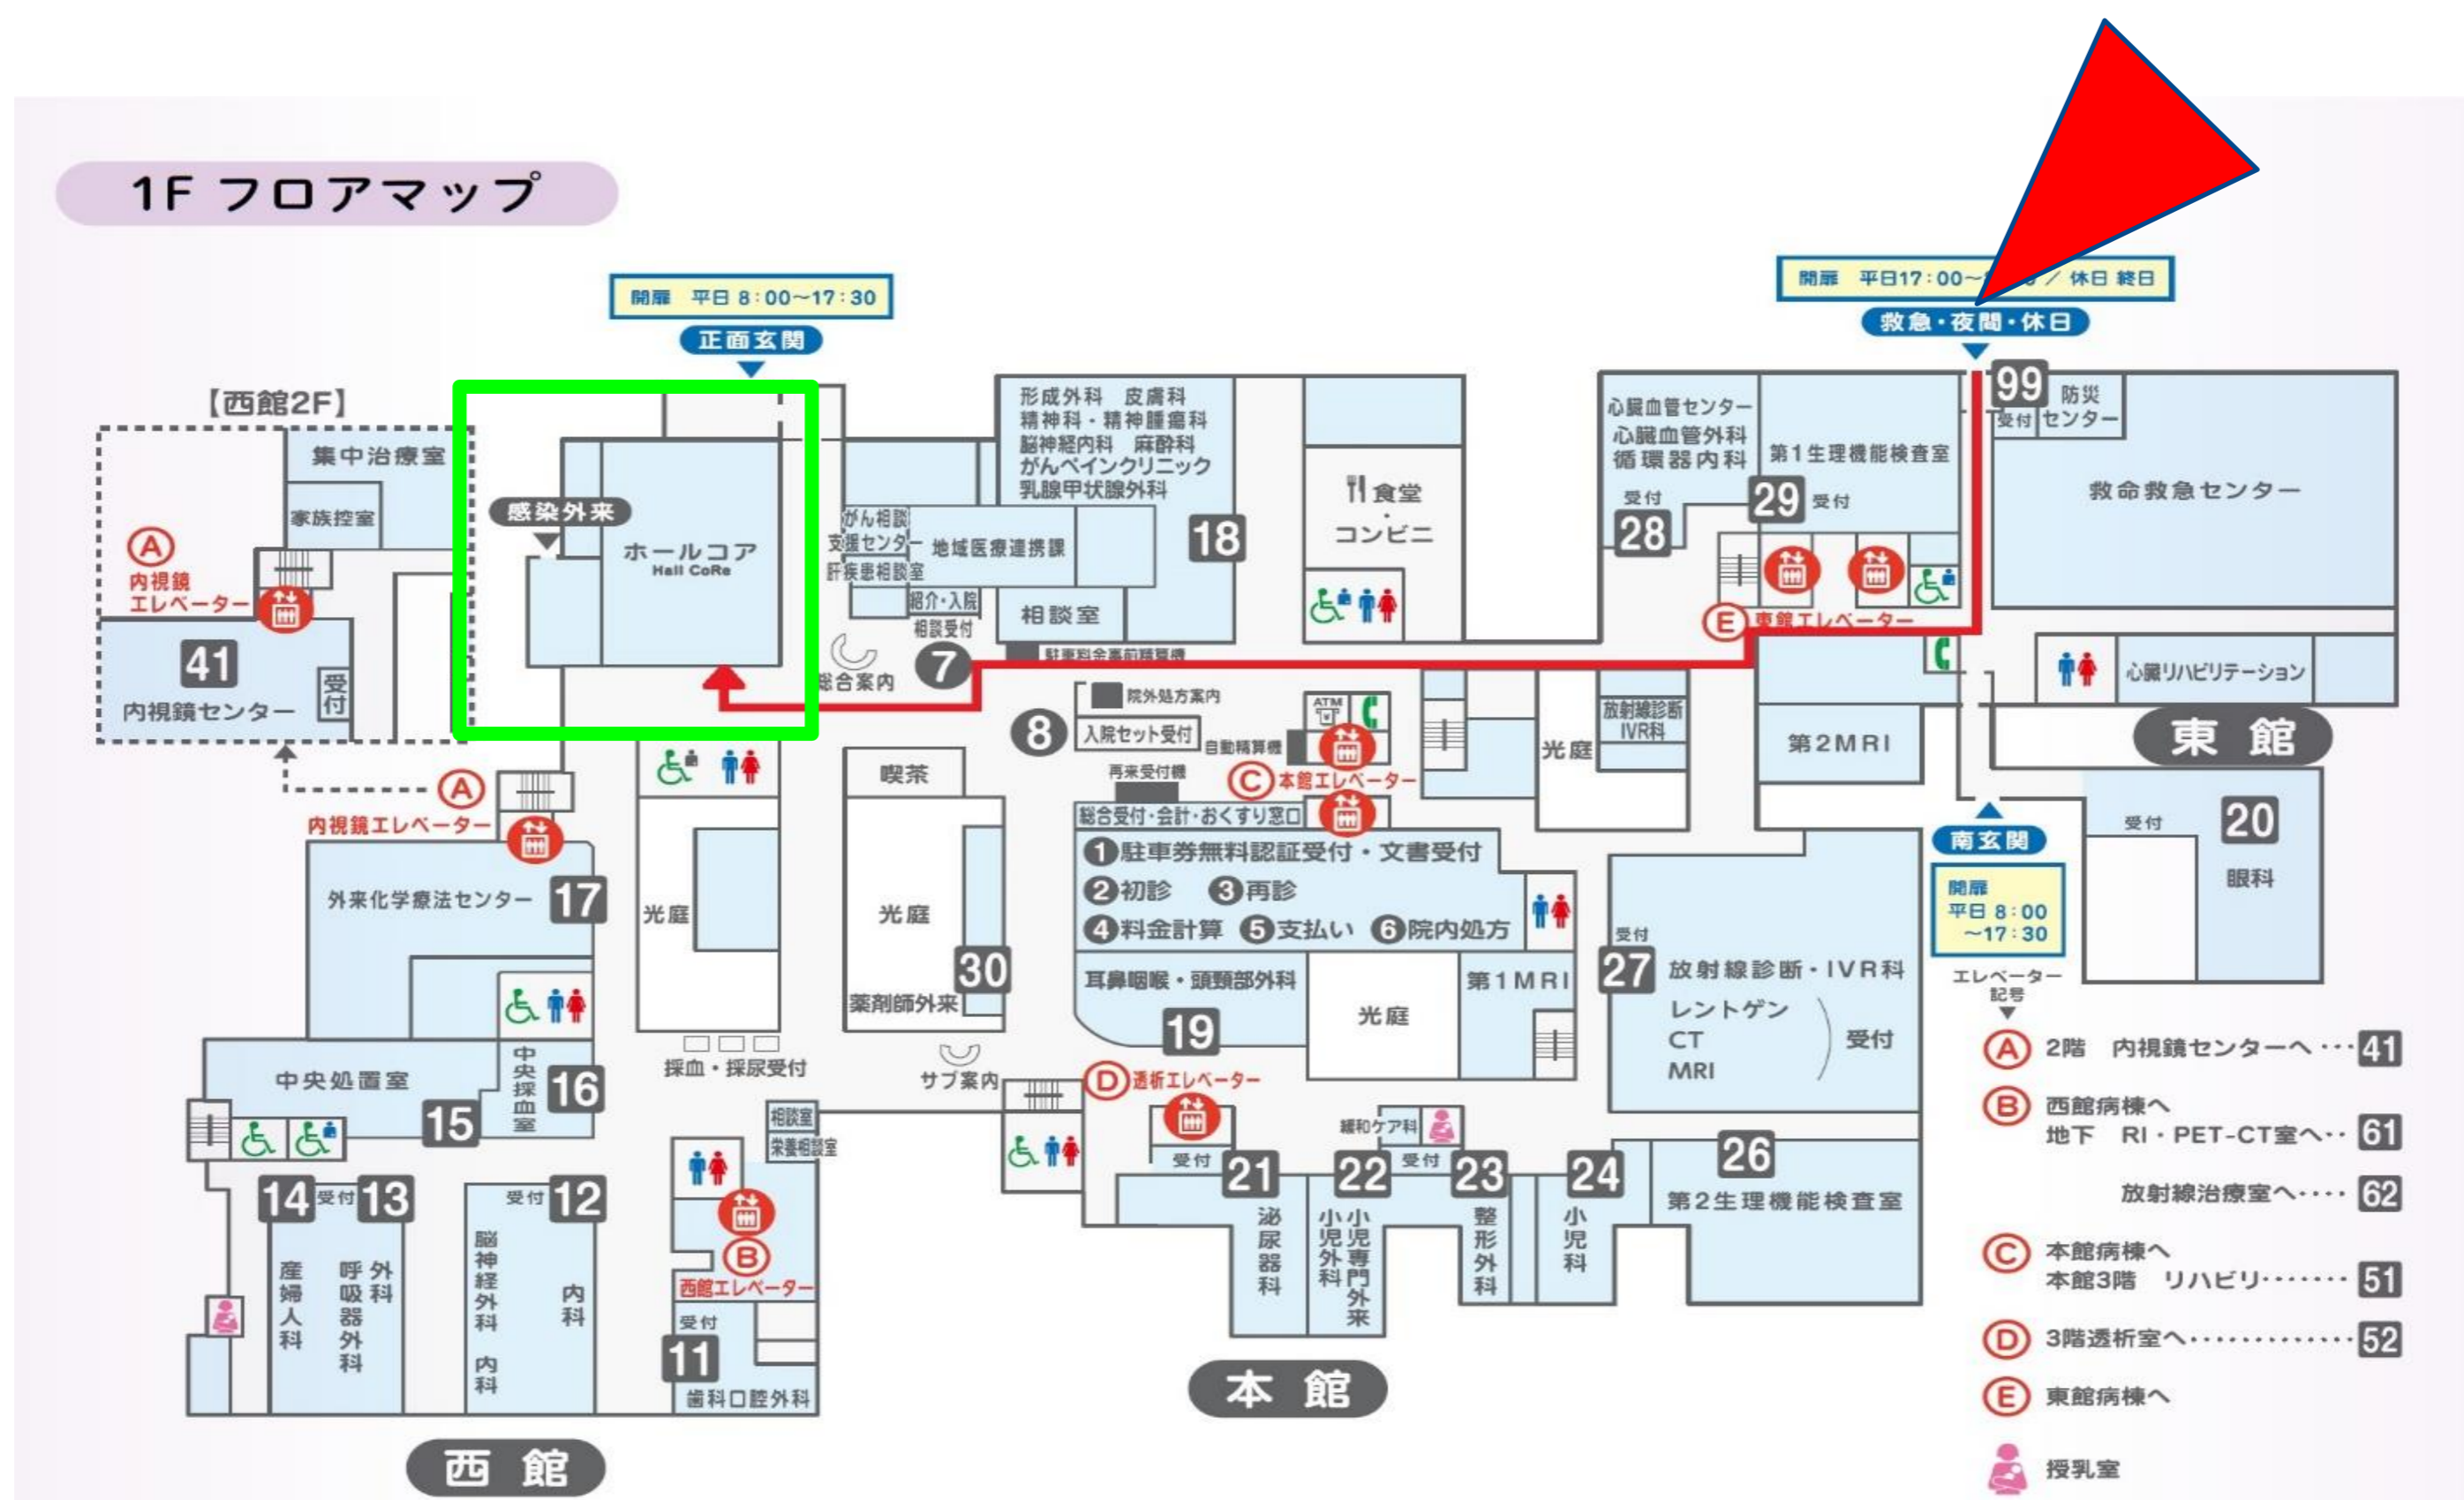 1F フロアマップ
開扉 平日 8:00～17:30
正面玄関
開扉 平日17:00～ ／ 休日 終日
救急・夜間・休日
【西館2F】
集中治療室
家族控室
A
内視鏡
エレベーター
41
受付
内視鏡センター
A
内視鏡エレベーター
感染外来
ホールコア
Hall CoRe
がん相談
支援センター
肝疾患相談室
地域医療連携課
紹介・入院
相談受付
相談室
総合案内
7
駐車料金事前精算機
形成外科 皮膚科
精神科・精神腫瘍科
脳神経内科 麻酔科
がんペインクリニック
乳腺甲状腺外科
18
食堂
・
コンビニ
心臓血管センター
心臓血管外科
循環器内科
受付
28
第1生理機能検査室
29 受付
E 東館エレベーター
99
受付
防災
センター
救命救急センター
心臓リハビリテーション
東館
院外処方案内
8
入院セット受付
自動精算機
ATM
再来受付機
C 本館エレベーター
光庭
放射線診断
IVR科
第2MRI
総合受付・会計・おくすり窓口
1 駐車券無料認証受付・文書受付
2 初診 3 再診
4 料金計算 5 支払い 6 院内処方
耳鼻咽喉・頭頸部外科
19
光庭
第1MRI
受付
27
放射線診断・IVR科
レントゲン
CT
MRI
受付
南玄関
開扉
平日 8:00
～17:30
受付
20
眼科
喫茶
光庭
30
薬剤師外来
光庭
採血・採尿受付
サブ案内
外来化学療法センター
17
中央処置室
15
中央採血室
16
相談室
栄養相談室
14 受付 13
産婦人科
呼吸器外科
外科
受付 12
脳神経外科 内科
内科
B
西館エレベーター
受付
11
歯科口腔外科
西館
D 透析エレベーター
受付 21
泌尿器科
緩和ケア科
22 受付 23
小児外科
小児専門外来
整形外科
24
小児科
26
第2生理機能検査室
本館
エレベーター
記号
A 2階 内視鏡センターへ・・・41
B 西館病棟へ
地下 RI・PET-CT室へ・・61
放射線治療室へ・・・・62
C 本館病棟へ
本館3階 リハビリ・・・・・・・51
D 3階透析室へ・・・・・・・・・・・・・52
E 東館病棟へ
授乳室